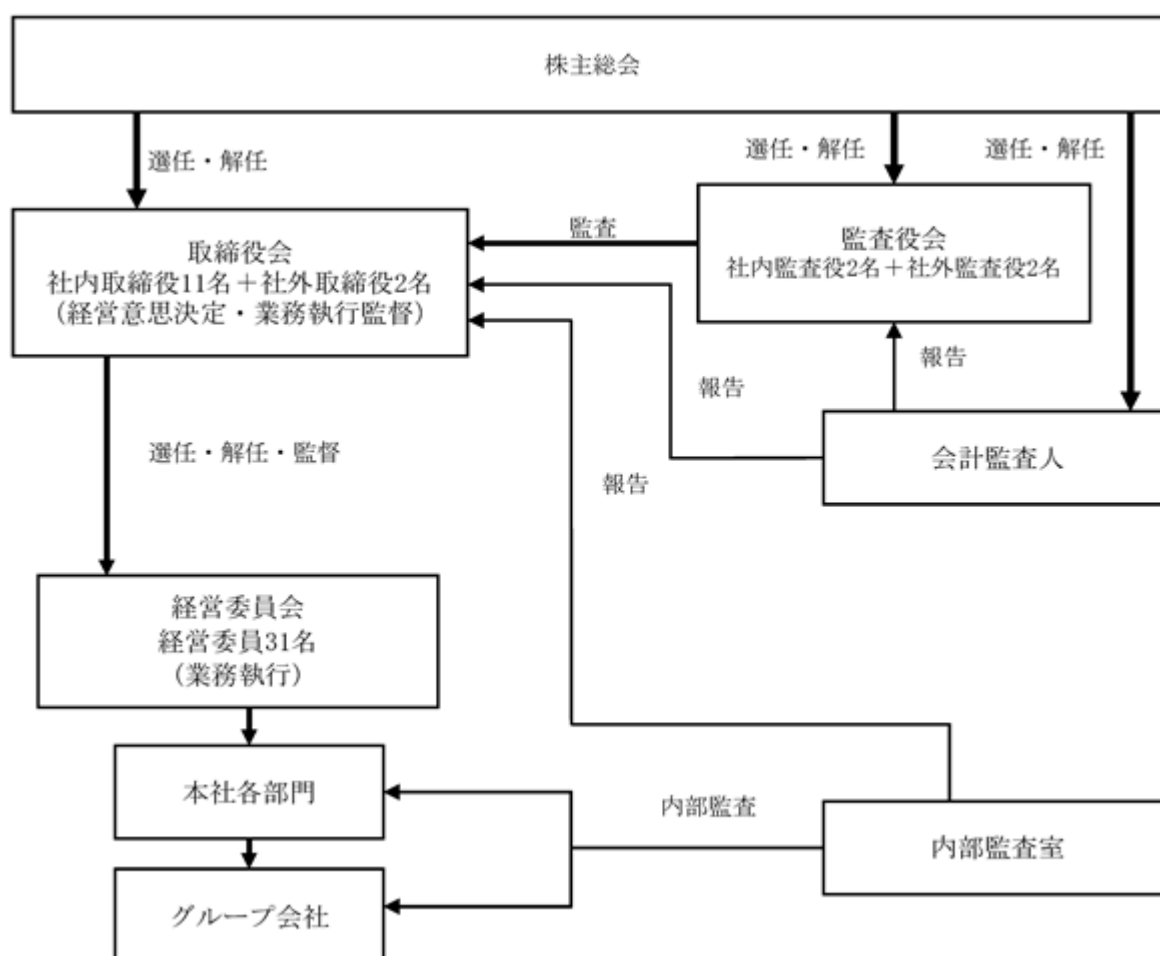 株主総会
選任・解任
選任・解任
選任・解任
取締役会
社内取締役11名＋社外取締役2名
（経営意思決定・業務執行監督）
監査
監査役会
社内監査役2名＋社外監査役2名
報告
報告
会計監査人
選任・解任・監督
報告
経営委員会
経営委員31名
（業務執行）
本社各部門
内部監査
内部監査室
グループ会社